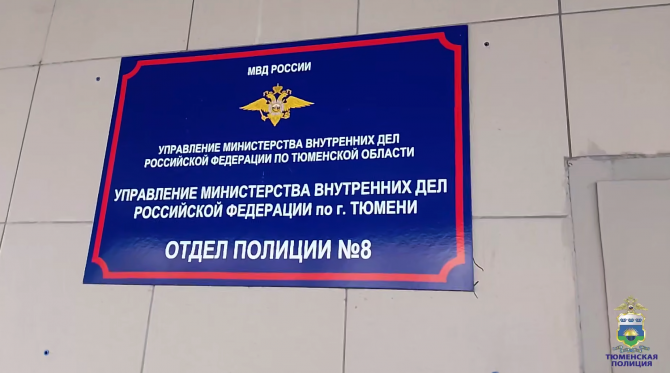 МВД РОССИИ
УПРАВЛЕНИЕ МИНИСТЕРСТВА ВНУТРЕННИХ ДЕЛ
РОССИЙСКОЙ ФЕДЕРАЦИИ ПО ТЮМЕНСКОЙ ОБЛАСТИ
УПРАВЛЕНИЕ МИНИСТЕРСТВА ВНУТРЕННИХ ДЕЛ
РОССИЙСКОЙ ФЕДЕРАЦИИ по г. ТЮМЕНИ
ОТДЕЛ ПОЛИЦИИ №8
ТЮМЕНСКАЯ
ПОЛИЦИЯ